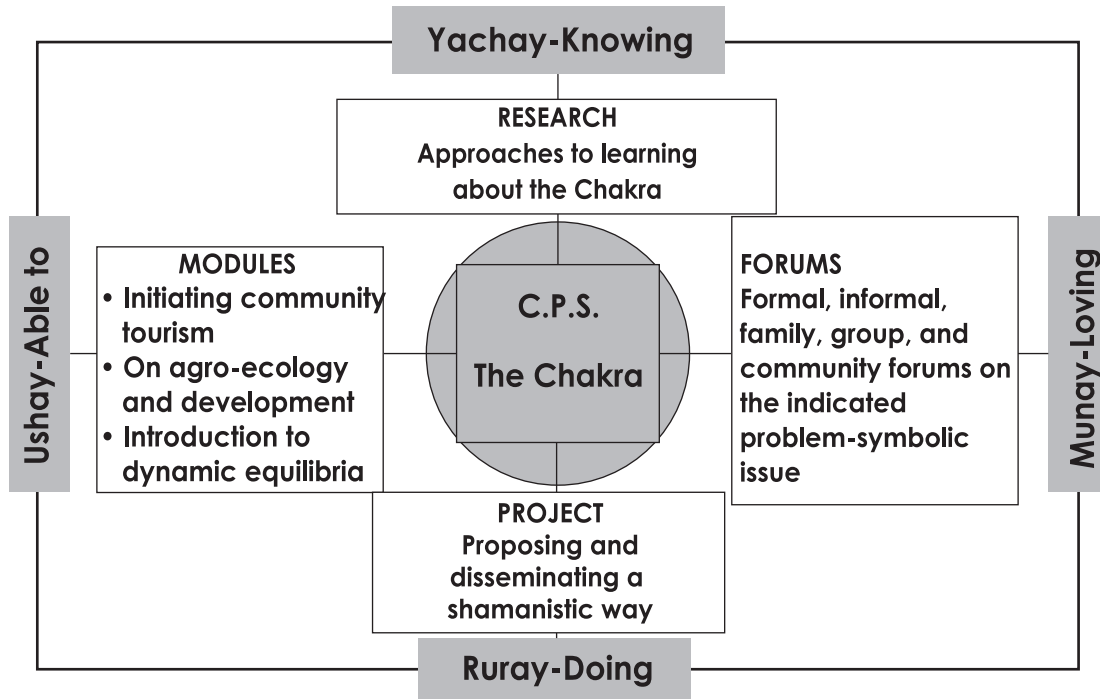 Yachay-Knowing
RESEARCH
Approaches to learning
about the Chakra
Ushay-Able to
MODULES
• Initiating community
tourism
• On agro-ecology
and development
• Introduction to
dynamic equilibria
C.P.S.
The Chakra
FORUMS
Formal, informal,
family, group, and
community forums on
the indicated
problem-symbolic
issue
Munay-Loving
PROJECT
Proposing and
disseminating a
shamanistic way
Ruray-Doing